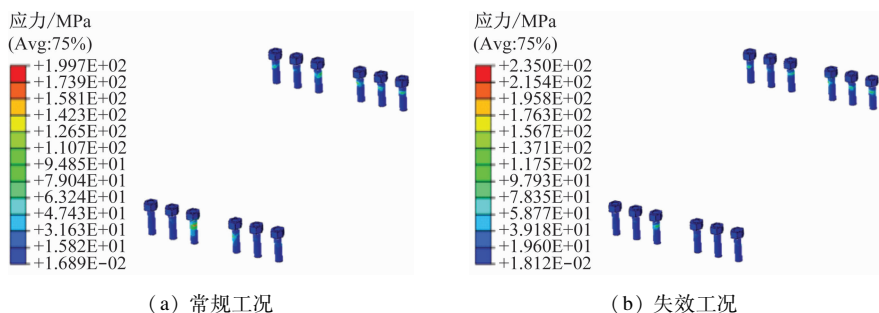 应力/MPa
(Avg:75%)
+1.997E+02
+1.739E+02
+1.581E+02
+1.423E+02
+1.265E+02
+1.107E+02
+9.485E+01
+7.904E+01
+6.324E+01
+4.743E+01
+3.163E+01
+1.582E+01
+1.689E-02
(a) 常规工况
应力/MPa
(Avg:75%)
+2.350E+02
+2.154E+02
+1.958E+02
+1.763E+02
+1.567E+02
+1.371E+02
+1.175E+02
+9.793E+01
+7.835E+01
+5.877E+01
+3.918E+01
+1.960E+01
+1.812E-02
(b) 失效工况